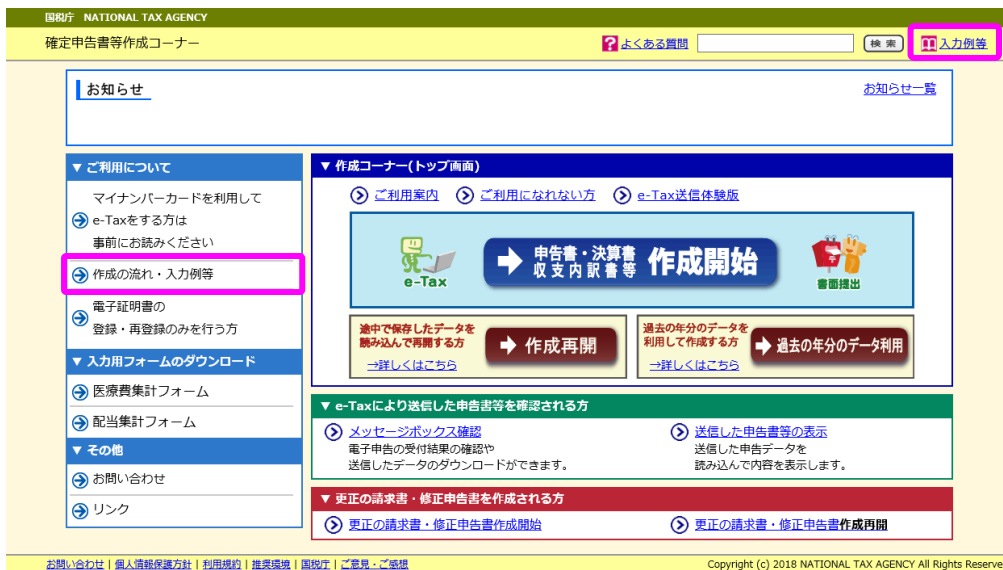 国税庁 NATIONAL TAX AGENCY
確定申告書等作成コーナー
よくある質問
検 索
入力例等
お知らせ
お知らせ一覧
▼ ご利用について
マイナンバーカードを利用して
e-Taxをする方は
事前にお読みください
作成の流れ・入力例等
電子証明書の
登録・再登録のみを行う方
▼ 入力用フォームのダウンロード
医療費集計フォーム
配当集計フォーム
▼ その他
お問い合わせ
リンク
▼ 作成コーナー(トップ画面)
ご利用案内
ご利用になれない方
e-Tax送信体験版
e-Tax
申告書・決算書
収支内訳書等
作成開始
書面提出
途中で保存したデータを
読み込んで再開する方
→詳しくはこちら
作成再開
過去の年分のデータを
利用して作成する方
→詳しくはこちら
過去の年分のデータ利用
▼ e-Taxにより送信した申告書等を確認される方
メッセージボックス確認
電子申告の受付結果の確認や
送信したデータのダウンロードができます。
送信した申告書等の表示
送信した申告データを
読み込んで内容を表示します。
▼ 更正の請求書・修正申告書を作成される方
更正の請求書・修正申告書作成開始
更正の請求書・修正申告書作成再開
お問い合わせ | 個人情報保護方針 | 利用規約 | 推奨環境 | 国税庁 | ご意見・ご感想
Copyright (c) 2018 NATIONAL TAX AGENCY All Rights Reserve